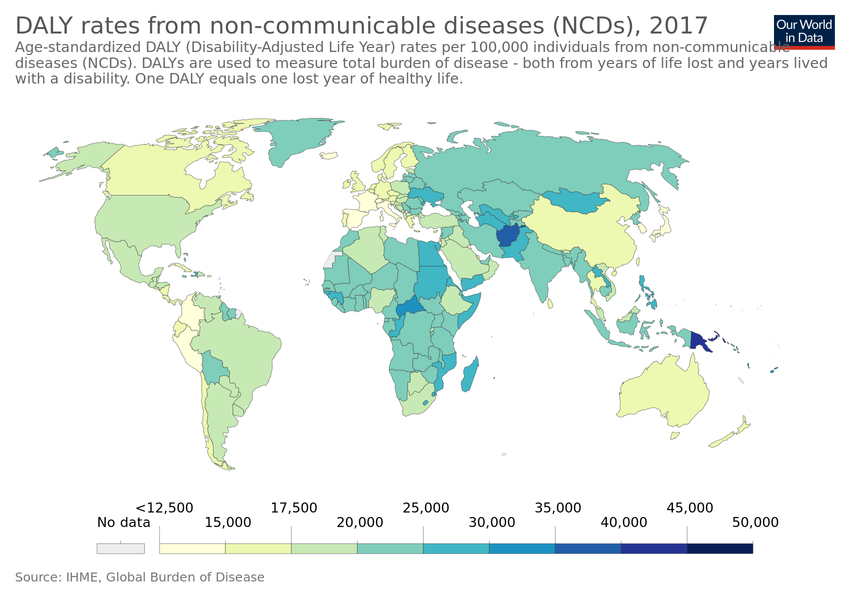 DALY rates from non-communicable diseases (NCDs), 2017
Our World
in Data
Age-standardized DALY (Disability-Adjusted Life Year) rates per 100,000 individuals from non-communicable
diseases (NCDs). DALYs are used to measure total burden of disease - both from years of life lost and years lived
with a disability. One DALY equals one lost year of healthy life.
<12,500 17,500 25,000 35,000 45,000
No data 15,000 20,000 30,000 40,000 50,000
Source: IHME, Global Burden of Disease